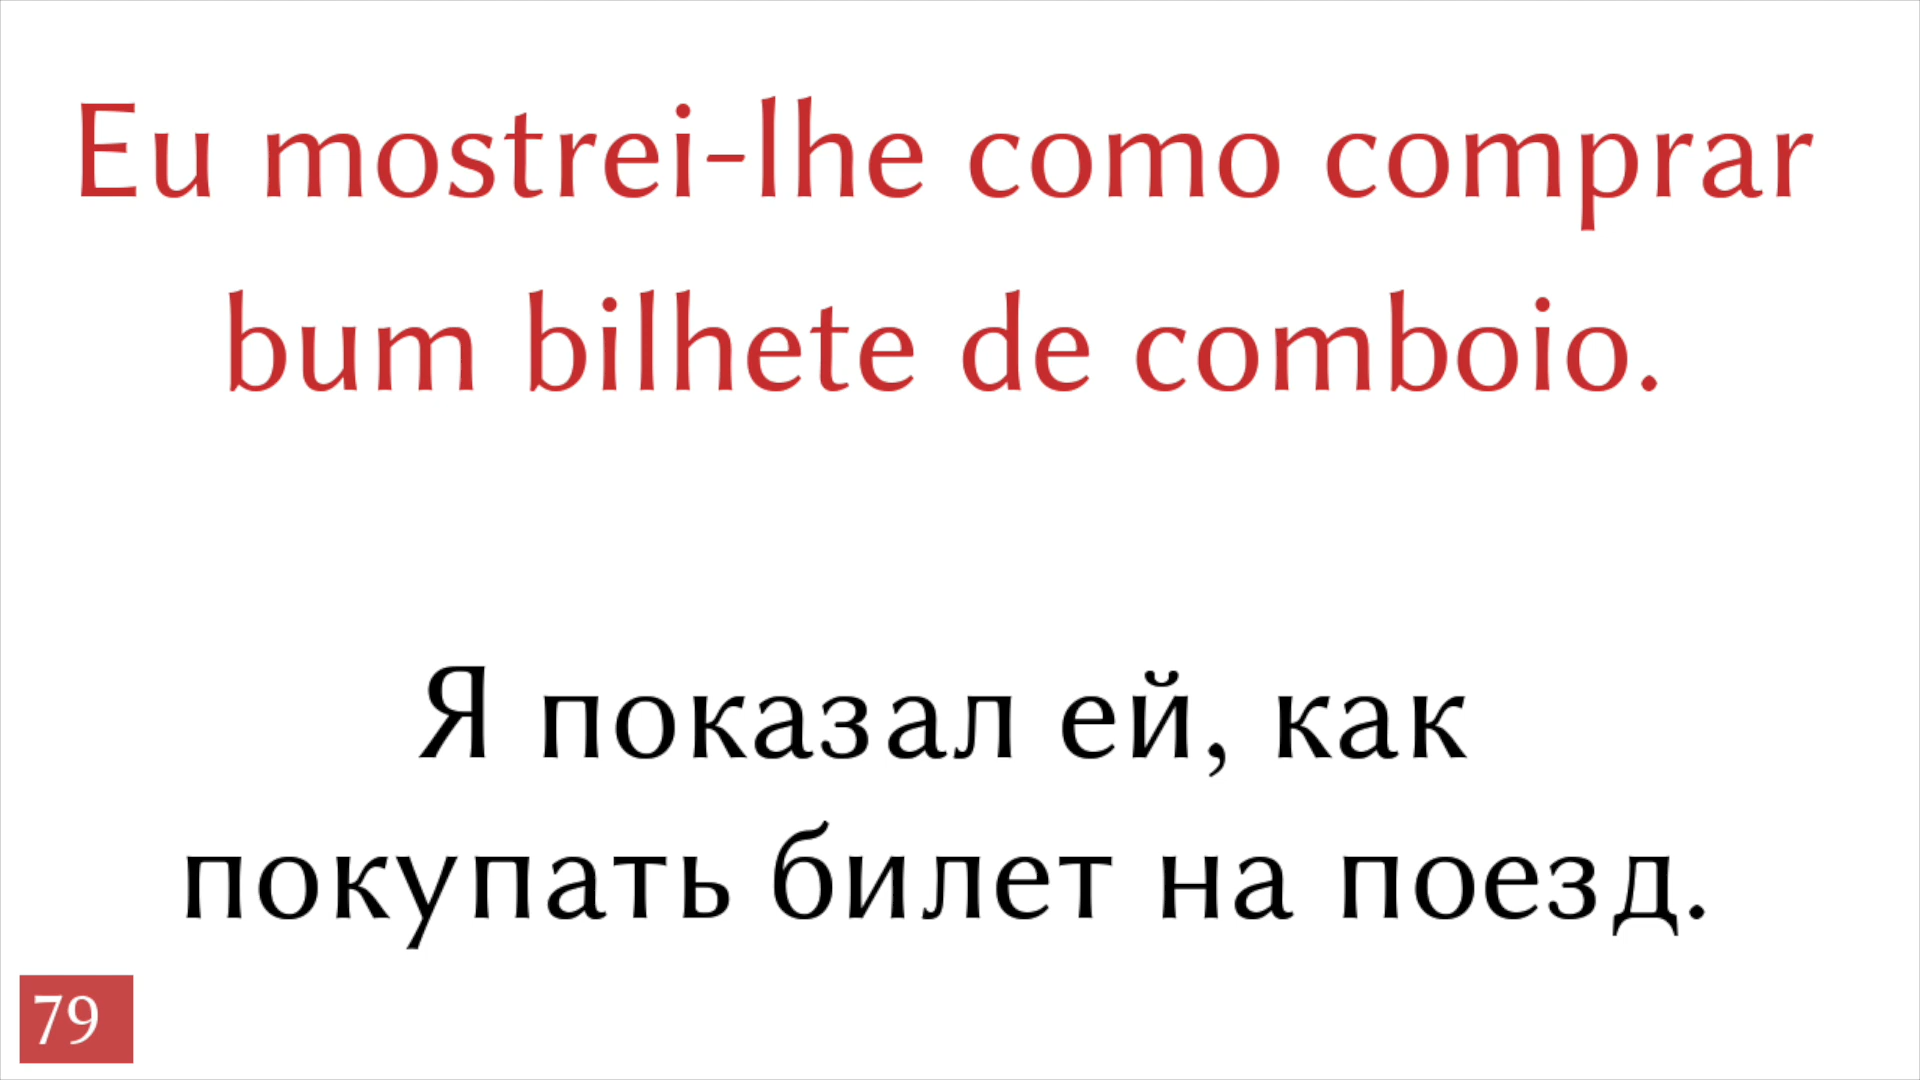 Eu mostrei-lhe como comprar
bum bilhete de comboio.
Я показал ей, как
покупать билет на поезд.
79